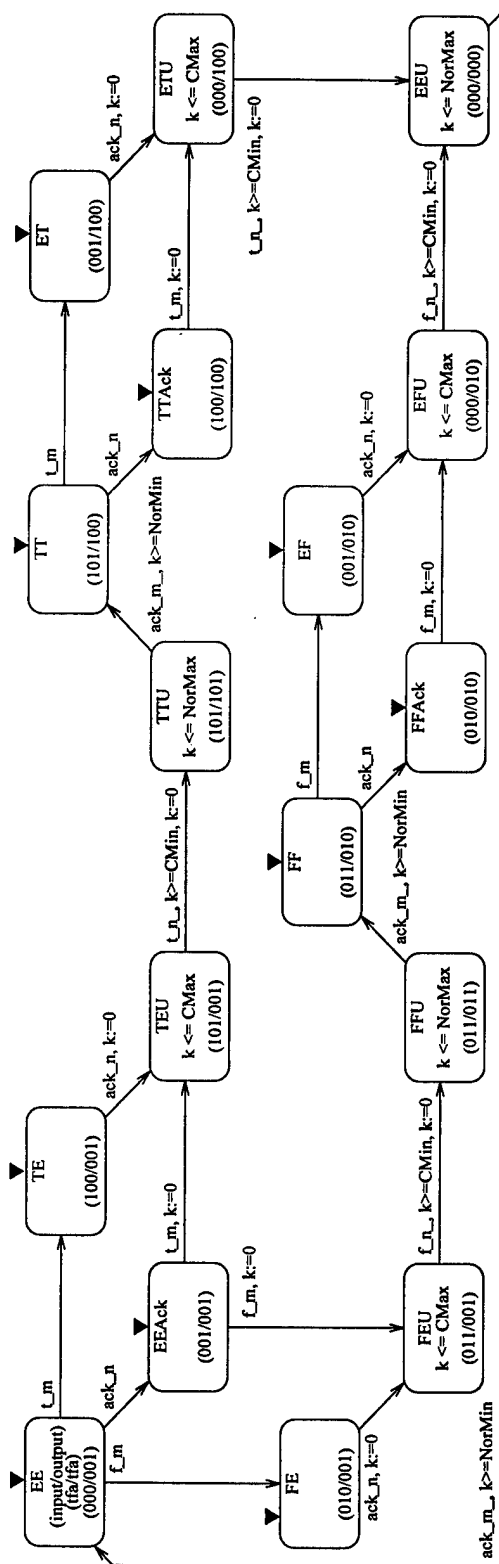 EE
(input/output)
(tfa/tfa)
(000/001)
t_m
TE
(100/001)
ack_n, k:=0
ack_n
f_m
EEAck
(001/001)
t_m, k:=0
TEU
k <= CMax
(101/001)
t_n_, k>=CMin, k:=0
TTU
k <= NorMax
(101/101)
ack_m_, k>=NorMin
TT
(101/100)
t_m
ET
(001/100)
ack_n, k:=0
ack_n
TTAck
(100/100)
t_m, k:=0
ETU
k <= CMax
(000/100)
t_n_, k>=CMin, k:=0
f_m, k:=0
FE
(010/001)
ack_n, k:=0
FEU
k <= CMax
(011/001)
f_n_, k>=CMin, k:=0
FFU
k <= NorMax
(011/011)
ack_m_, k>=NorMin
FF
(011/010)
f_m
EF
(001/010)
ack_n, k:=0
ack_n
FFAck
(010/010)
f_m, k:=0
EFU
k <= CMax
(000/010)
f_n_, k>=CMin, k:=0
EEU
k <= NorMax
(000/000)
ack_m_, k>=NorMin